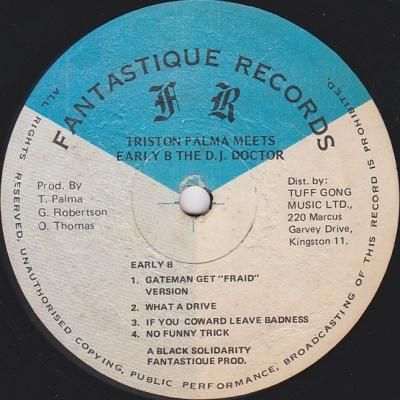 FANTASTIQUE RECORDS
F R
TRISTON PALMA MEETS
EARLY B THE D.J. DOCTOR
Prod. By
T. Palma
G. Robertson
O. Thomas
Dist. by:
TUFF GONG
MUSIC LTD.,
220 Marcus
Garvey Drive,
Kingston 11.
EARLY B
1. GATEMAN GET "FRAID"
VERSION
2. WHAT A DRIVE
3. IF YOU COWARD LEAVE BADNESS
4. NO FUNNY TRICK
A BLACK SOLIDARITY
FANTASTIQUE PROD.
ALL RIGHTS RESERVED. UNAUTHORISED COPYING, PUBLIC PERFORMANCE, BROADCASTING OF THIS RECORD IS PROHIBITED.